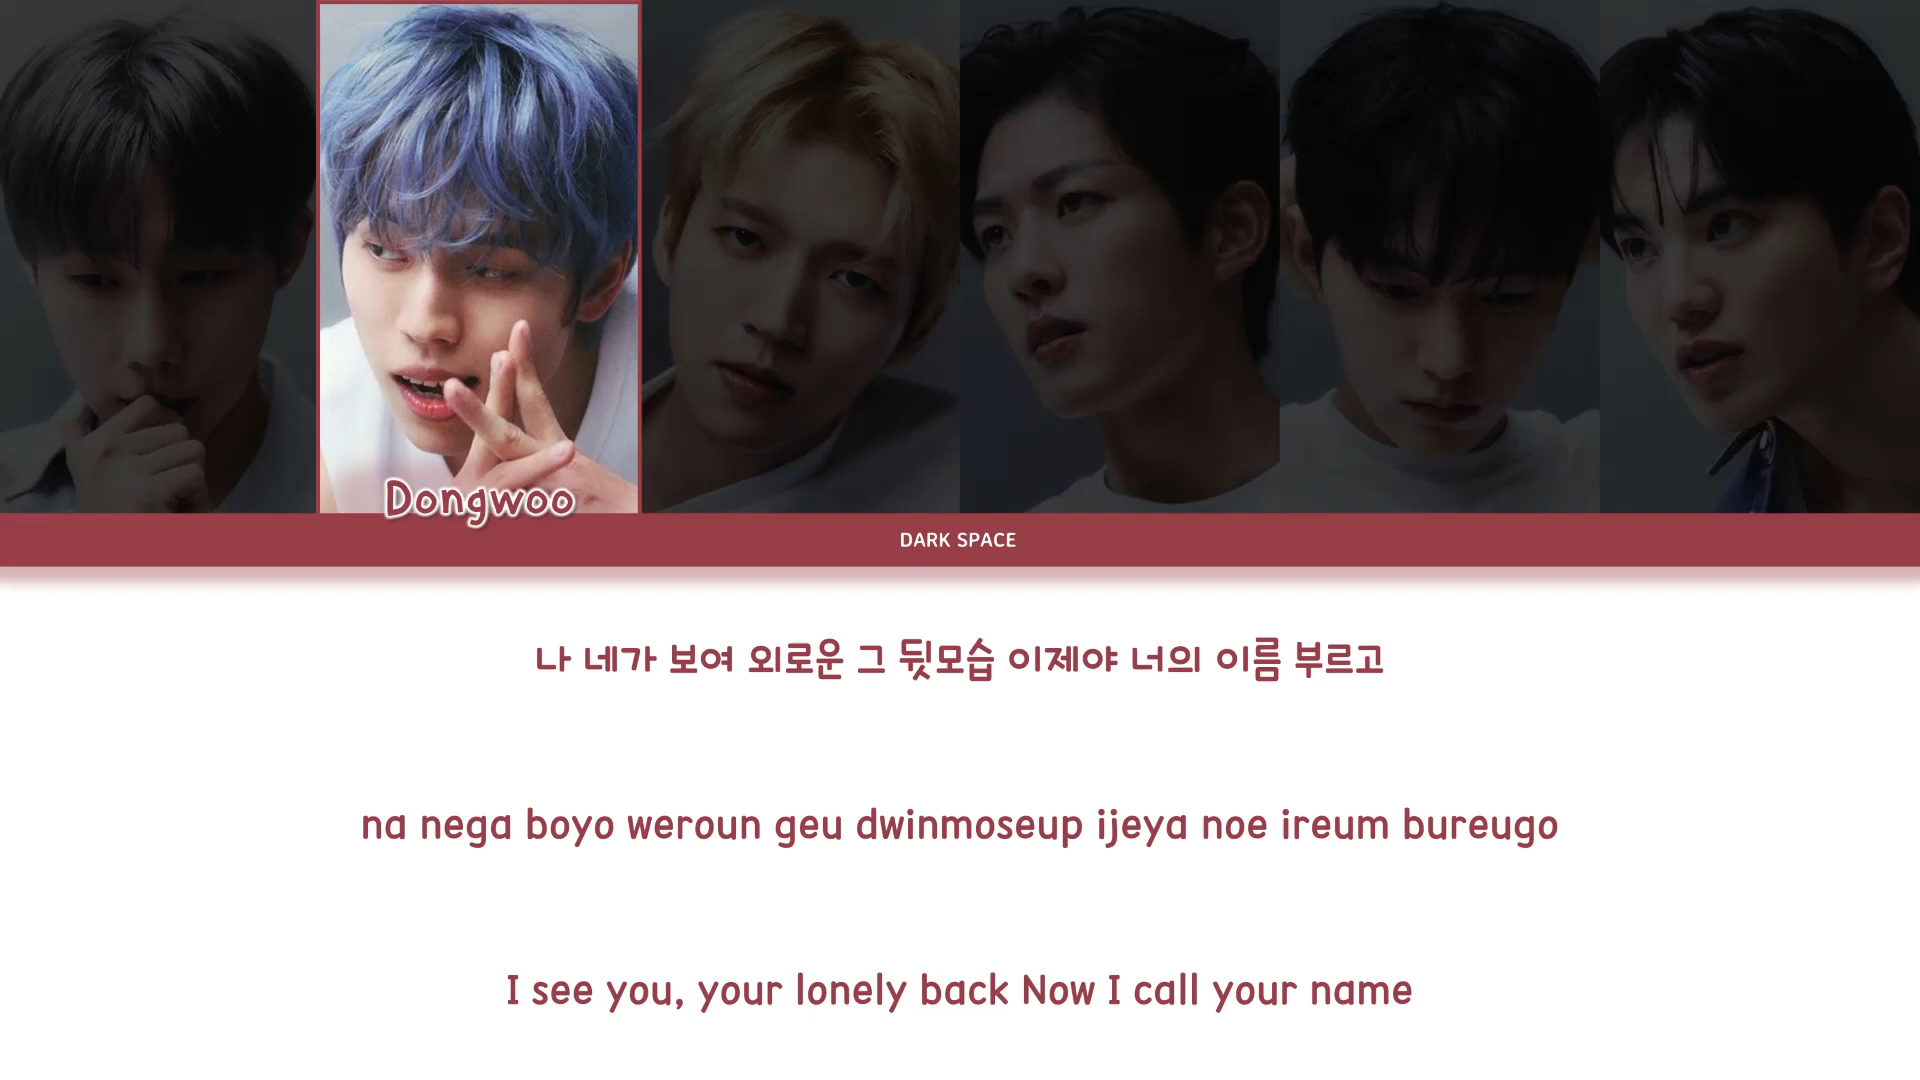 Dongwoo
DARK SPACE
나 네가 보여 외로운 그 뒷모습 이제야 너의 이름 부르고
na nega boyo weroun geu dwinmoseup ijeya noe ireum bureugo
I see you, your lonely back Now I call your name